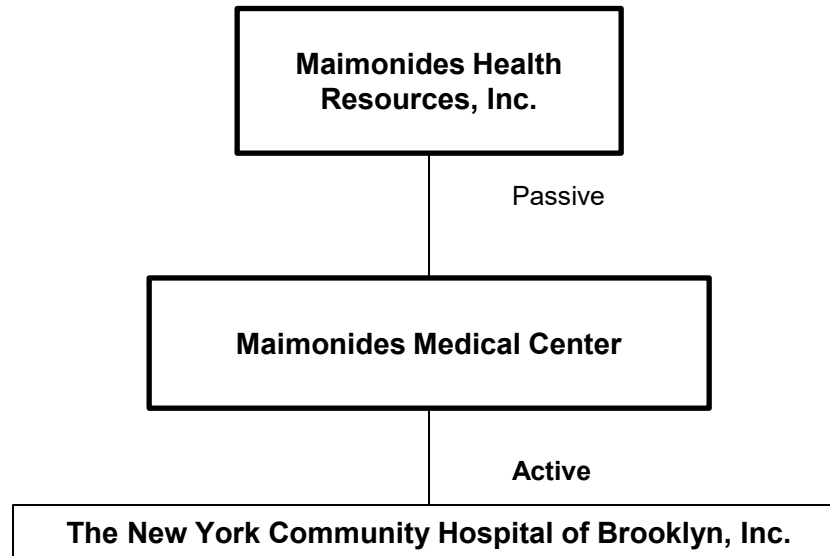 Maimonides Health
Resources, Inc.
Passive
Maimonides Medical Center
Active
The New York Community Hospital of Brooklyn, Inc.